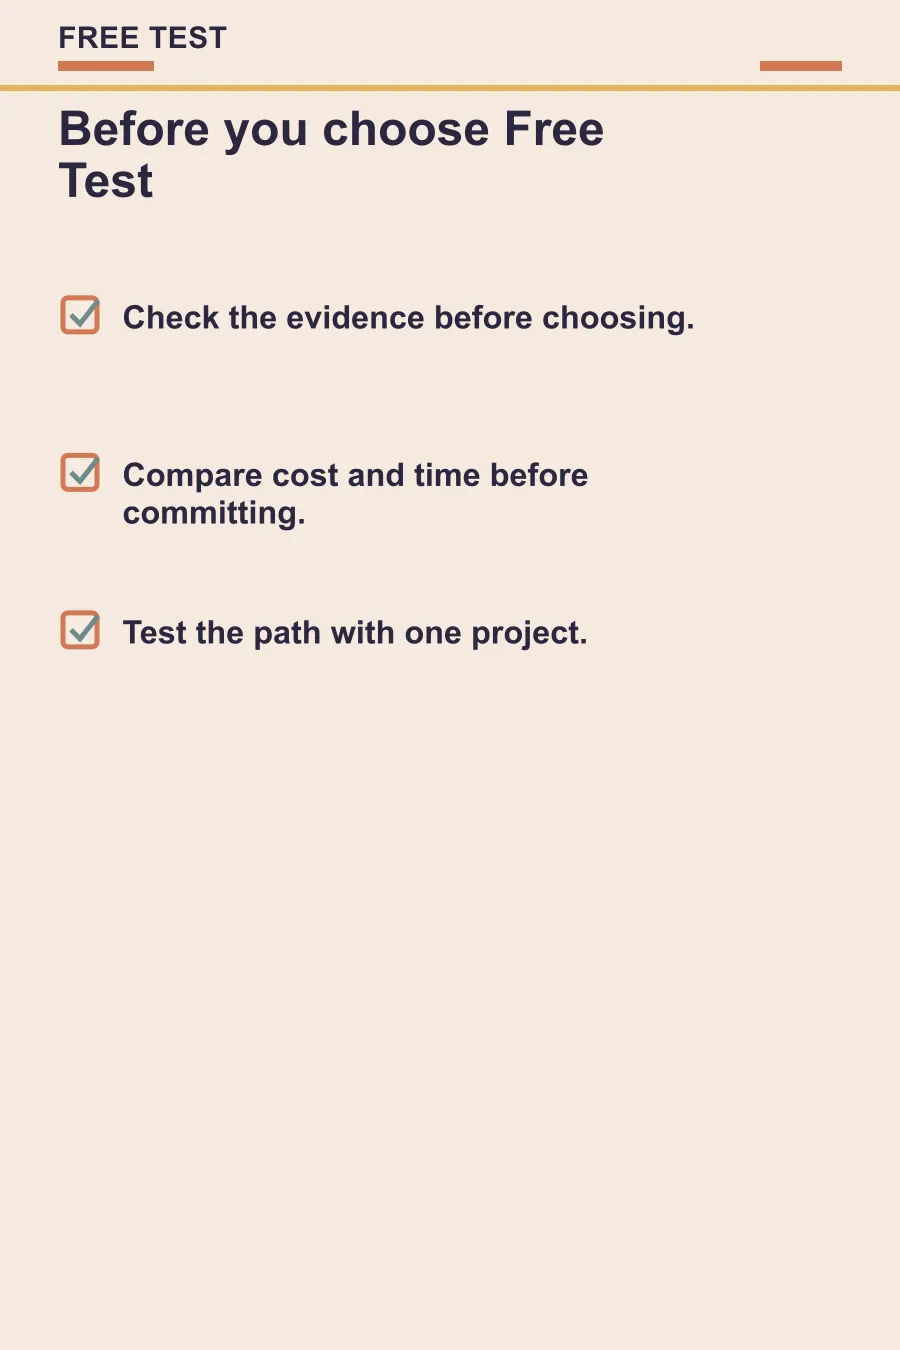 FREE TEST
Before you choose Free
Test
Check the evidence before choosing.
Compare cost and time before
committing.
Test the path with one project.